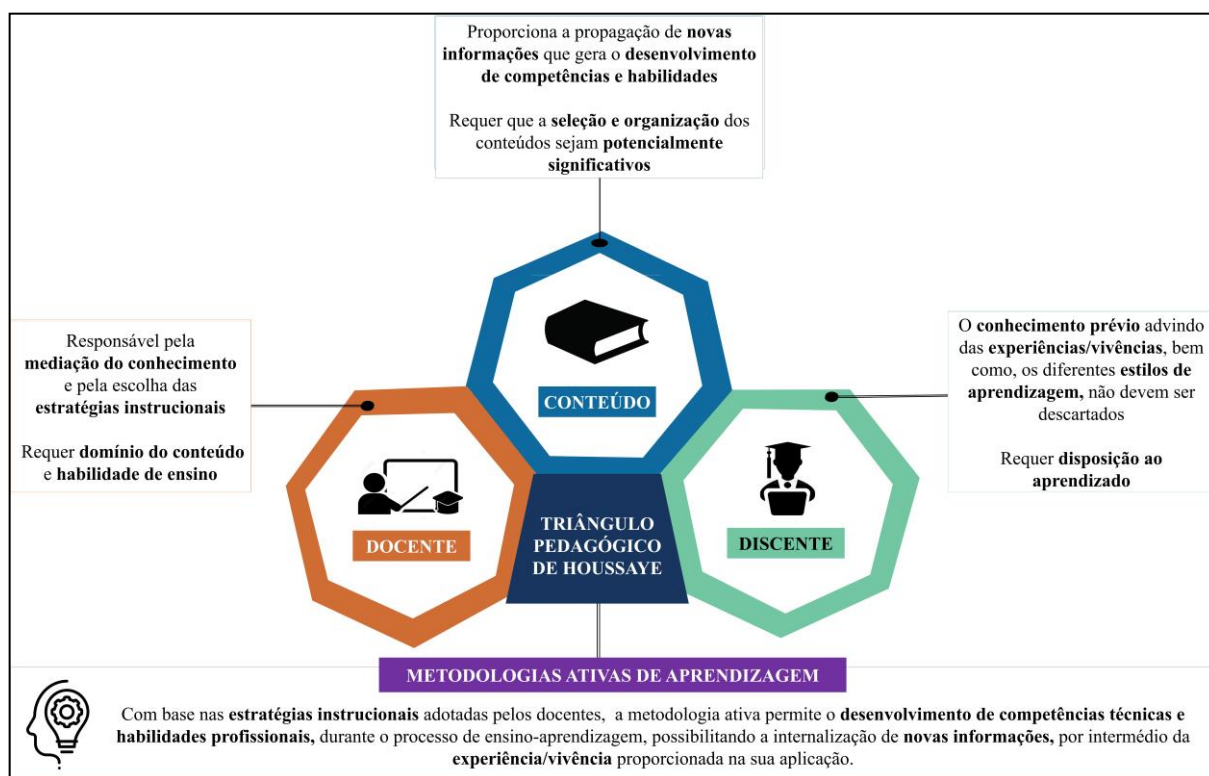 Proporciona a propagação de novas
informações que gera o desenvolvimento
de competências e habilidades
Requer que a seleção e organização dos
conteúdos sejam potencialmente
significativos
Responsável pela
mediação do conhecimento
e pela escolha das
estratégias instrucionais
Requer domínio do conteúdo
e habilidade de ensino
O conhecimento prévio advindo
das experiências/vivências, bem
como, os diferentes estilos de
aprendizagem, não devem ser
descartados
Requer disposição ao
aprendizado
CONTEÚDO
DOCENTE
TRIÂNGULO
PEDAGÓGICO
DE HOUSSAYE
DISCENTE
METODOLOGIAS ATIVAS DE APRENDIZAGEM
Com base nas estratégias instrucionais adotadas pelos docentes, a metodologia ativa permite o desenvolvimento de competências técnicas e
habilidades profissionais, durante o processo de ensino-aprendizagem, possibilitando a internalização de novas informações, por intermédio da
experiência/vivência proporcionada na sua aplicação.